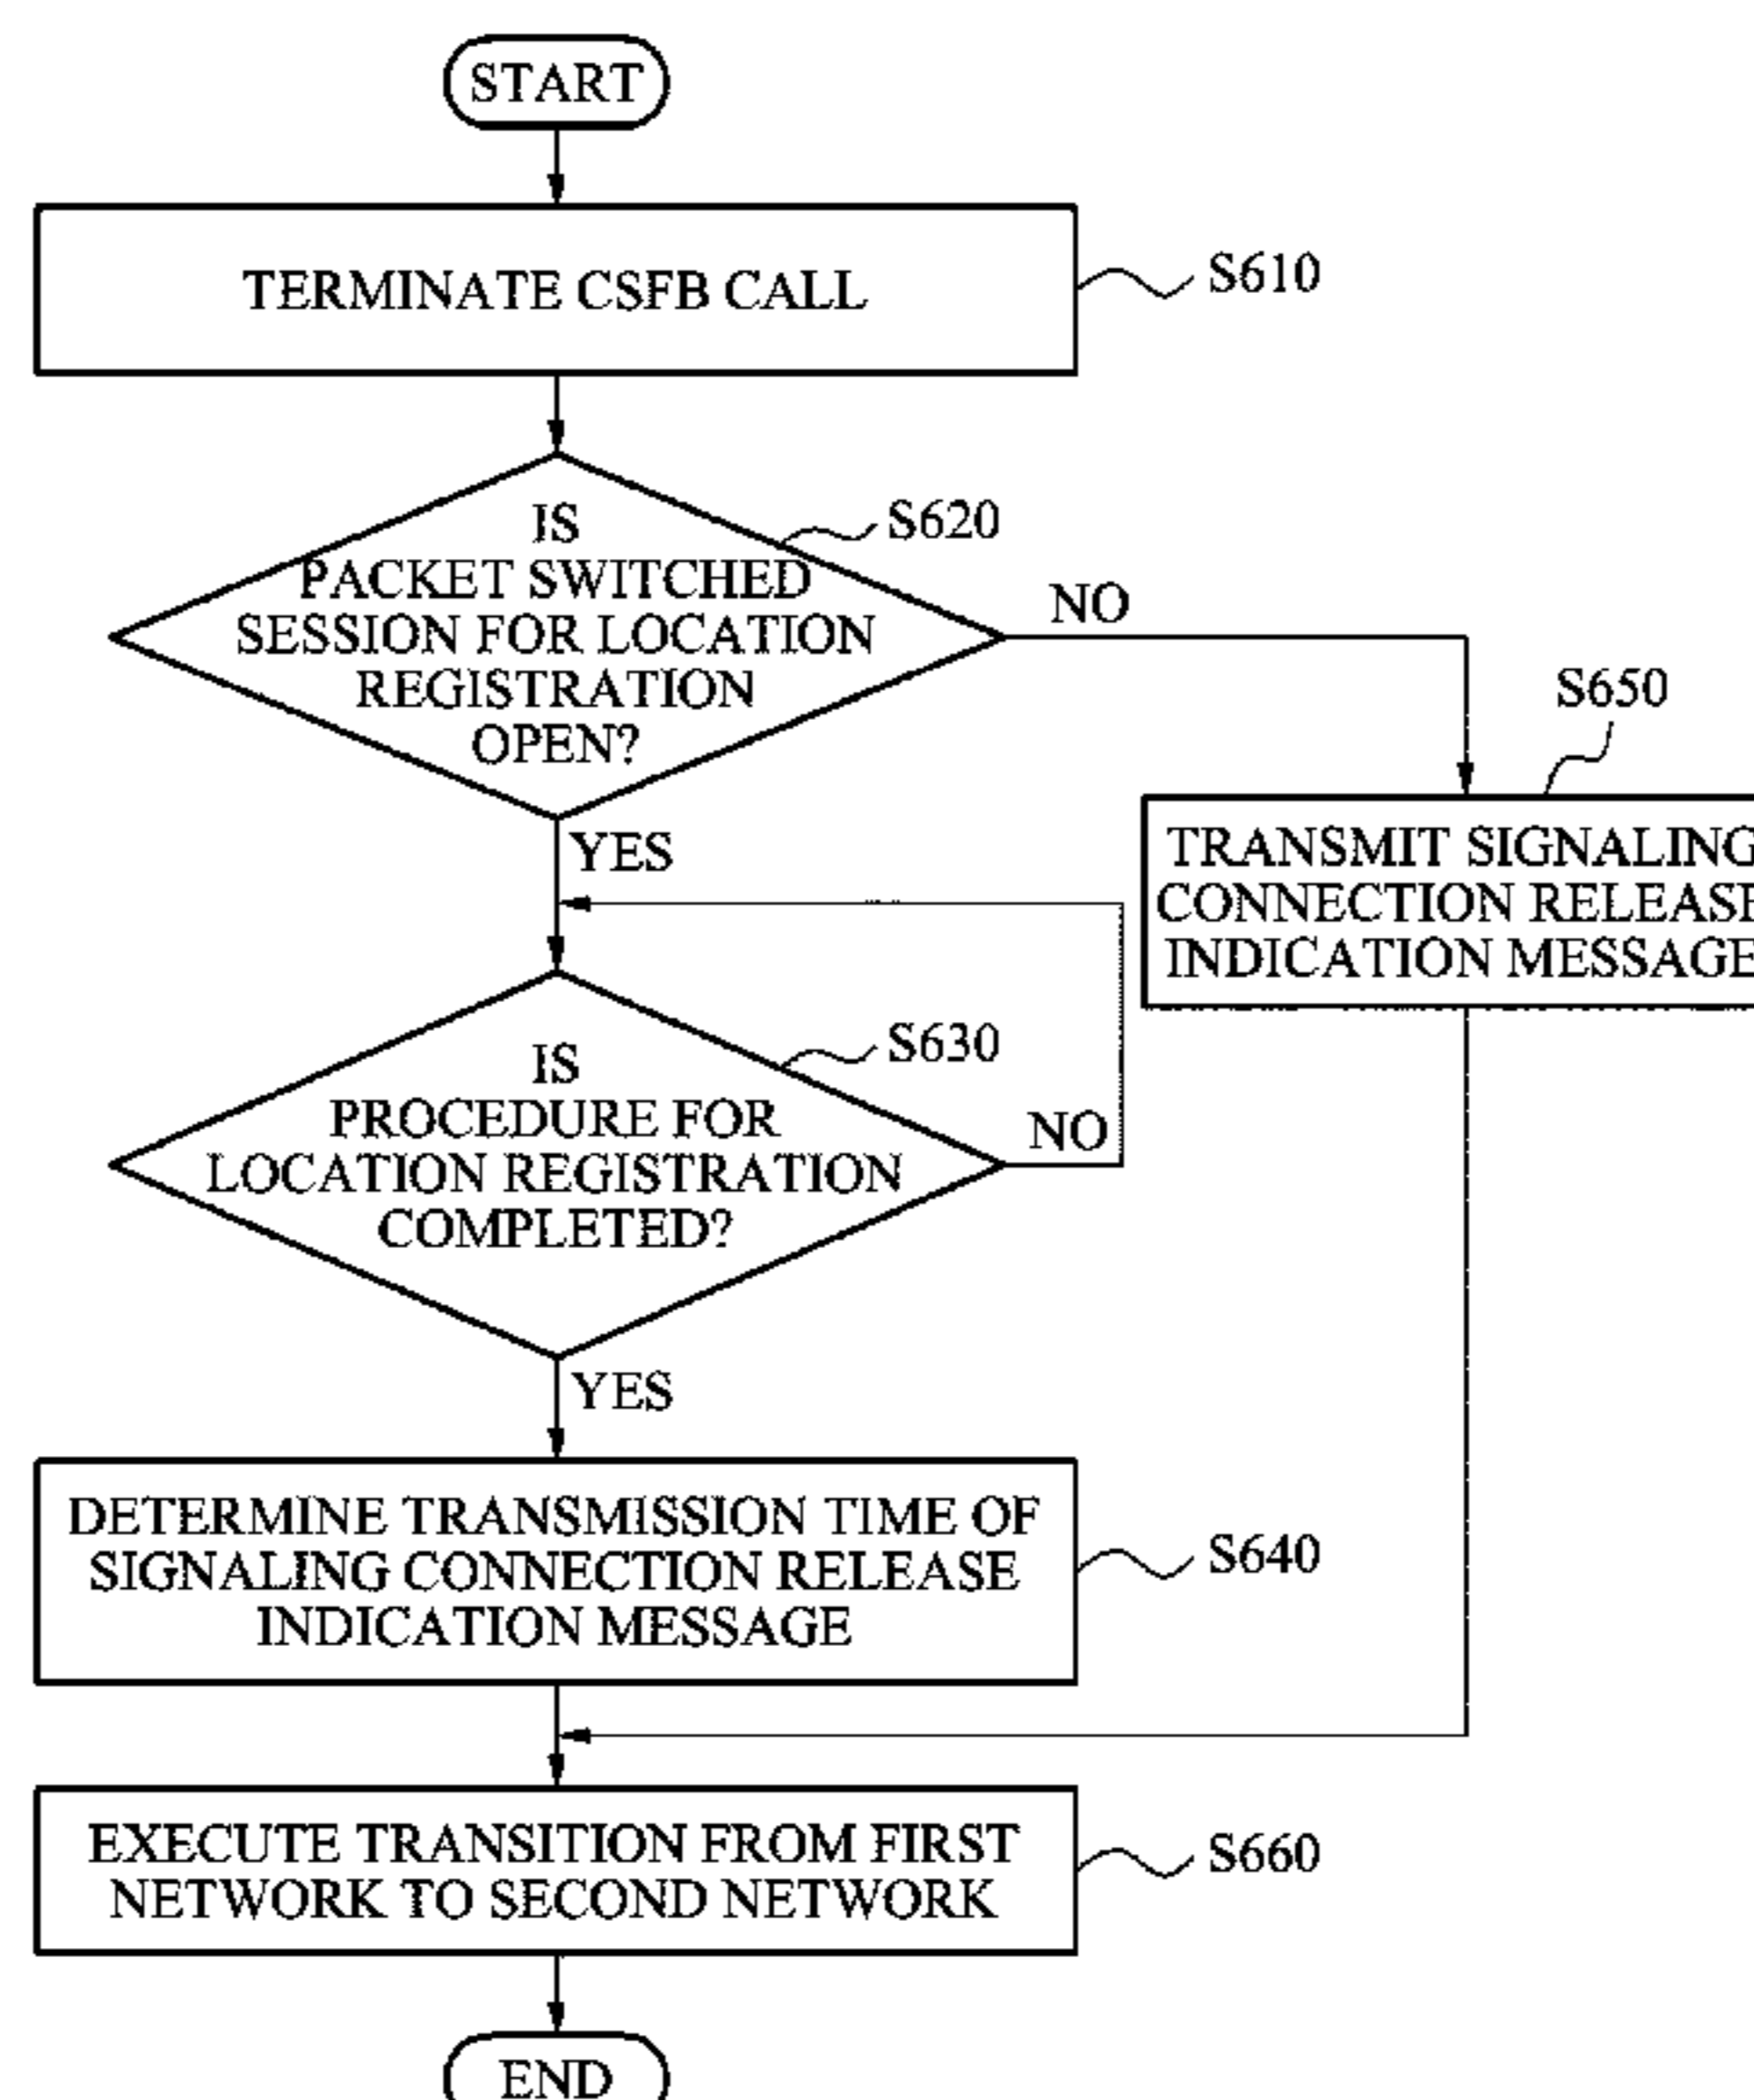 START
TERMINATE CSFB CALL
S610
IS
PACKET SWITCHED
SESSION FOR LOCATION
REGISTRATION
OPEN?
S620
NO
YES
S650
TRANSMIT SIGNALING
CONNECTION RELEASE
INDICATION MESSAGE
IS
PROCEDURE FOR
LOCATION REGISTRATION
COMPLETED?
S630
NO
YES
DETERMINE TRANSMISSION TIME OF
SIGNALING CONNECTION RELEASE
INDICATION MESSAGE
S640
EXECUTE TRANSITION FROM FIRST
NETWORK TO SECOND NETWORK
S660
END